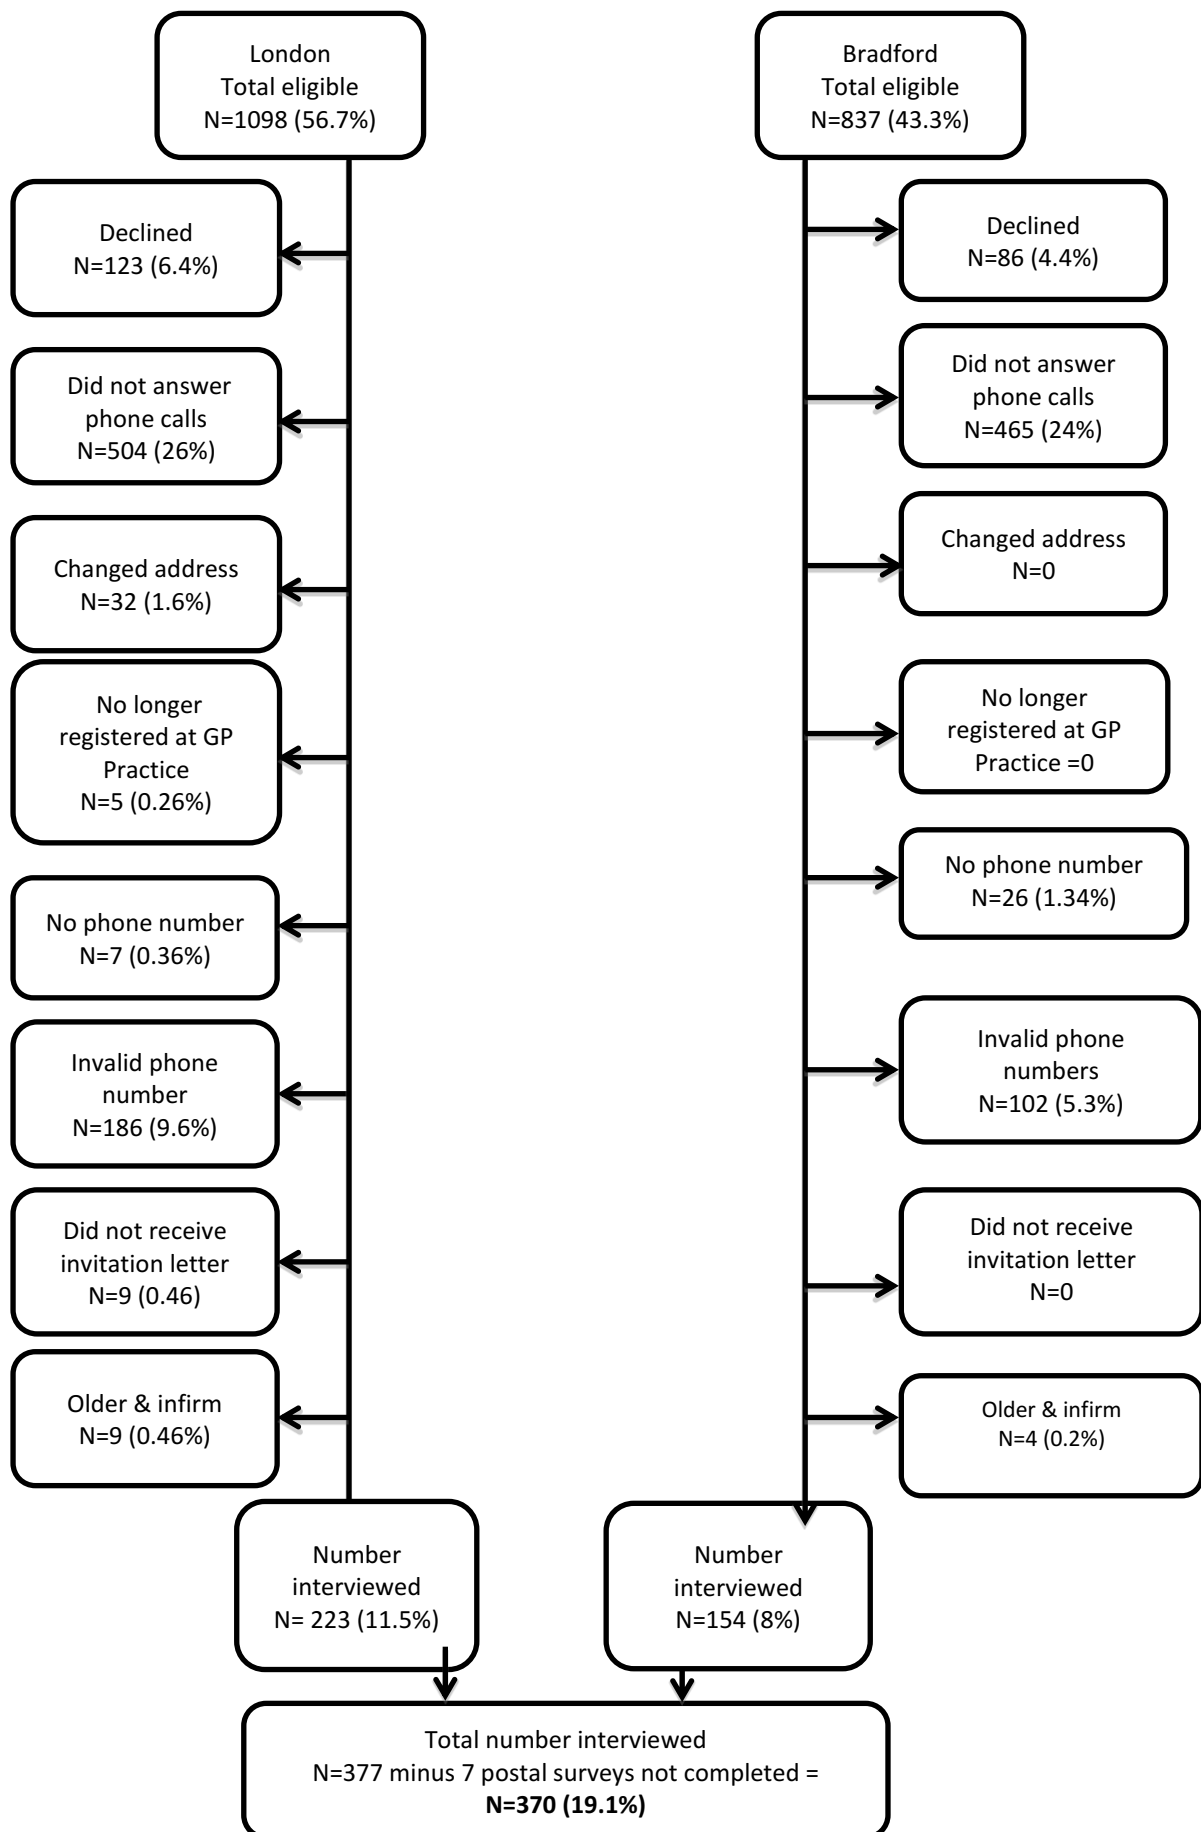 London
Total eligible
N=1098 (56.7%)
Bradford
Total eligible
N=837 (43.3%)
Declined
N=123 (6.4%)
Declined
N=86 (4.4%)
Did not answer
phone calls
N=504 (26%)
Did not answer
phone calls
N=465 (24%)
Changed address
N=32 (1.6%)
Changed address
N=0
No longer
registered at GP
Practice
N=5 (0.26%)
No longer
registered at GP
Practice =0
No phone number
N=7 (0.36%)
No phone number
N=26 (1.34%)
Invalid phone
number
N=186 (9.6%)
Invalid phone
numbers
N=102 (5.3%)
Did not receive
invitation letter
N=9 (0.46)
Did not receive
invitation letter
N=0
Older & infirm
N=9 (0.46%)
Older & infirm
N=4 (0.2%)
Number
interviewed
N= 223 (11.5%)
Number
interviewed
N=154 (8%)
Total number interviewed
N=377 minus 7 postal surveys not completed =
N=370 (19.1%)